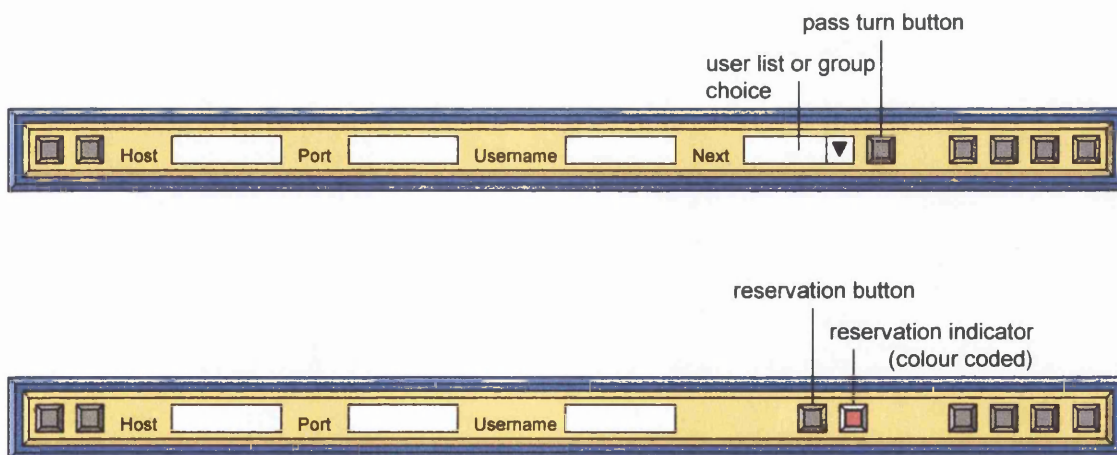 pass turn button
user list or group
choice
Host Port Username Next
reservation button
reservation indicator
(colour coded)
Host Port Username